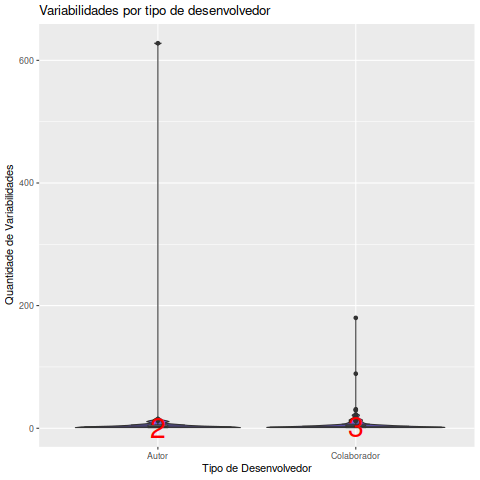 Variabilidades por tipo de desenvolvedor
Quantidade de Variabilidades
600
400
200
0
2
3
Autor
Colaborador
Tipo de Desenvolvedor